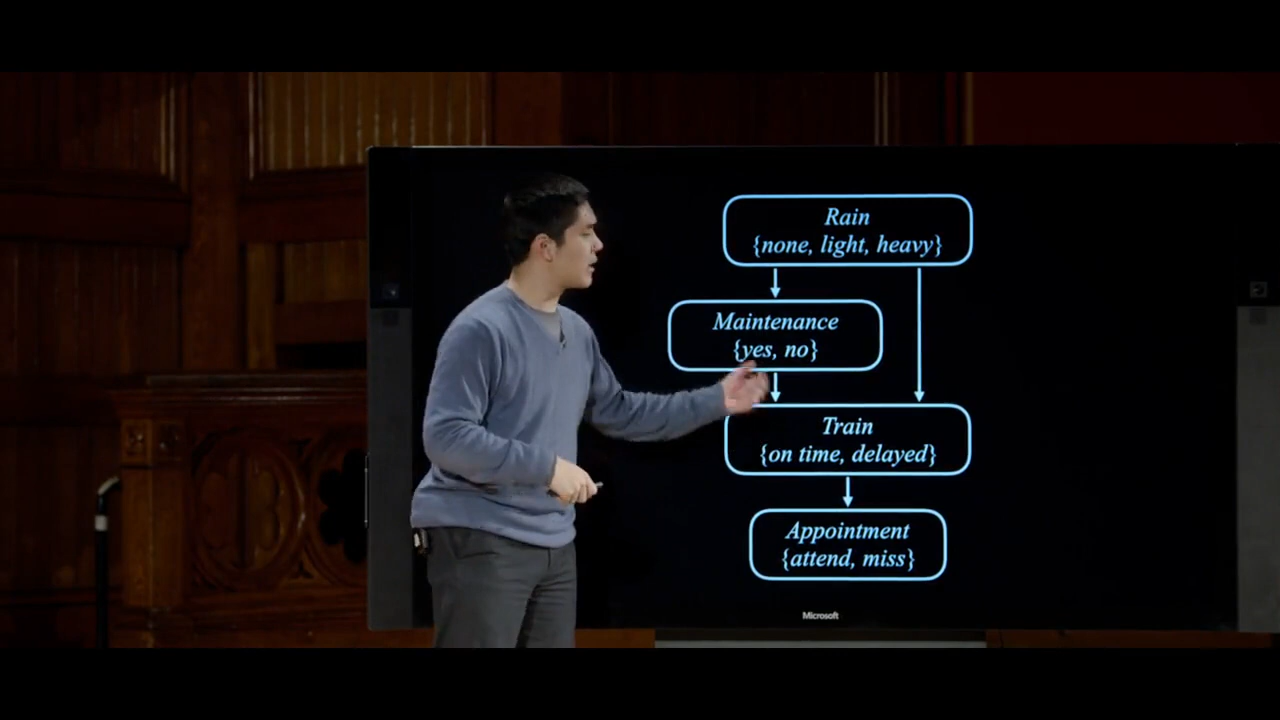 Rain
{none, light, heavy}
Maintenance
{yes, no}
Train
{on time, delayed}
Appointment
{attend, miss}
Microsoft